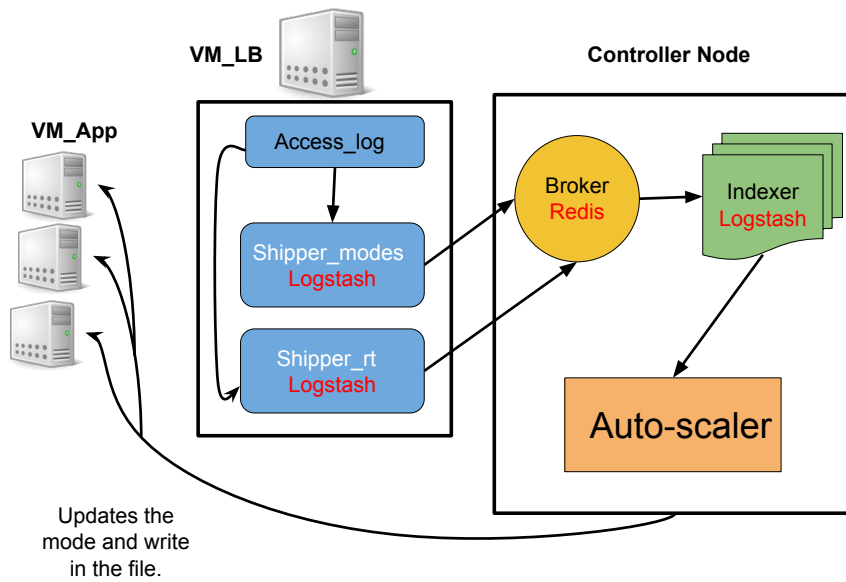 VM_LB
Controller Node
VM_App
Access_log
Shipper_modes
Logstash
Shipper_rt
Logstash
Broker
Redis
Indexer
Logstash
Auto-scaler
Updates the
mode and write
in the file.